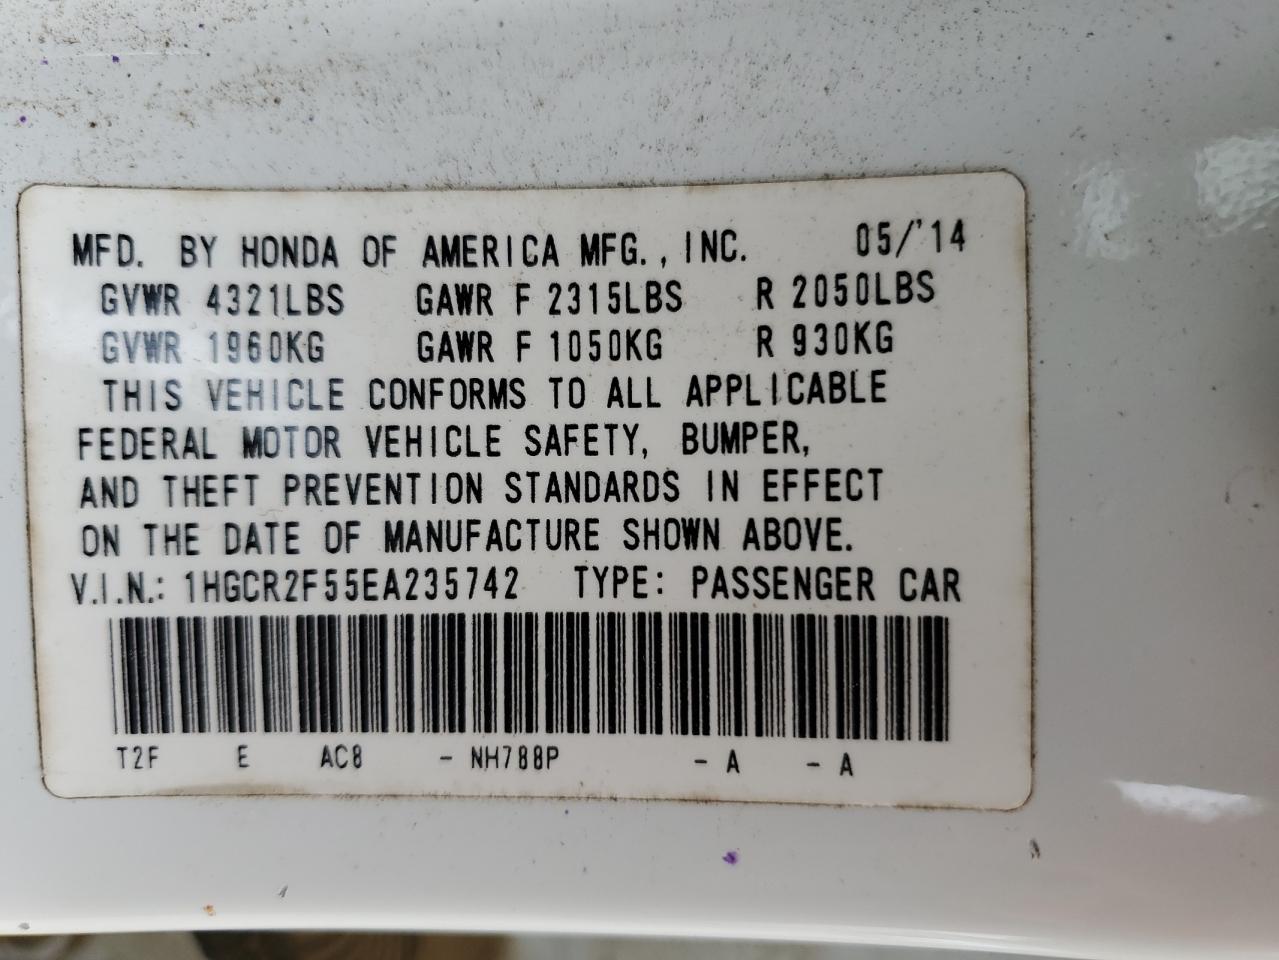 MFD. BY HONDA OF AMERICA MFG., INC. 05/'14
GVWR 4321LBS GAWR F 2315LBS R 2050LBS
GVWR 1960KG GAWR F 1050KG R 930KG
THIS VEHICLE CONFORMS TO ALL APPLICABLE
FEDERAL MOTOR VEHICLE SAFETY, BUMPER,
AND THEFT PREVENTION STANDARDS IN EFFECT
ON THE DATE OF MANUFACTURE SHOWN ABOVE.
V.I.N.: 1HGCR2F55EA235742 TYPE: PASSENGER CAR
T2F E AC8 - NH788P - A - A